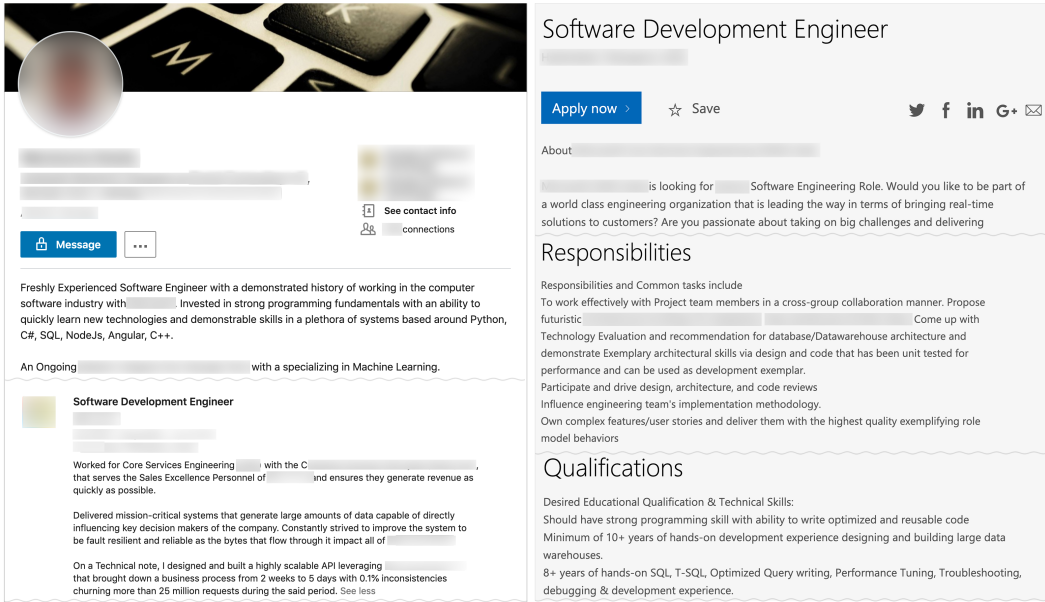 M
K
,
See contact info
connections
Message
...
Freshly Experienced Software Engineer with a demonstrated history of working in the computer
software industry with . Invested in strong programming fundamentals with an ability to
quickly learn new technologies and demonstrable skills in a plethora of systems based around Python,
C#, SQL, NodeJs, Angular, C++.
An Ongoing with a specializing in Machine Learning.
Software Development Engineer
Worked for Core Services Engineering with the C ,
that serves the Sales Excellence Personnel of and ensures they generate revenue as
quickly as possible.
Delivered mission-critical systems that generate large amounts of data capable of directly
influencing key decision makers of the company. Constantly strived to improve the system to
be fault resilient and reliable as the bytes that flow through it impact all of
On a Technical note, I designed and built a highly scalable API leveraging
that brought down a business process from 2 weeks to 5 days with 0.1% inconsistencies
churning more than 25 million requests during the said period. See less
Software Development Engineer
Apply now >
Save
f in G+
About
is looking for Software Engineering Role. Would you like to be part of
a world class engineering organization that is leading the way in terms of bringing real-time
solutions to customers? Are you passionate about taking on big challenges and delivering
Responsibilities
Responsibilities and Common tasks include
To work effectively with Project team members in a cross-group collaboration manner. Propose
futuristic Come up with
Technology Evaluation and recommendation for database/Datawarehouse architecture and
demonstrate Exemplary architectural skills via design and code that has been unit tested for
performance and can be used as development exemplar.
Participate and drive design, architecture, and code reviews
Influence engineering team's implementation methodology.
Own complex features/user stories and deliver them with the highest quality exemplifying role
model behaviors
Qualifications
Desired Educational Qualification & Technical Skills:
Should have strong programming skill with ability to write optimized and reusable code
Minimum of 10+ years of hands-on development experience designing and building large data
warehouses.
8+ years of hands-on SQL, T-SQL, Optimized Query writing, Performance Tuning, Troubleshooting,
debugging & development experience.